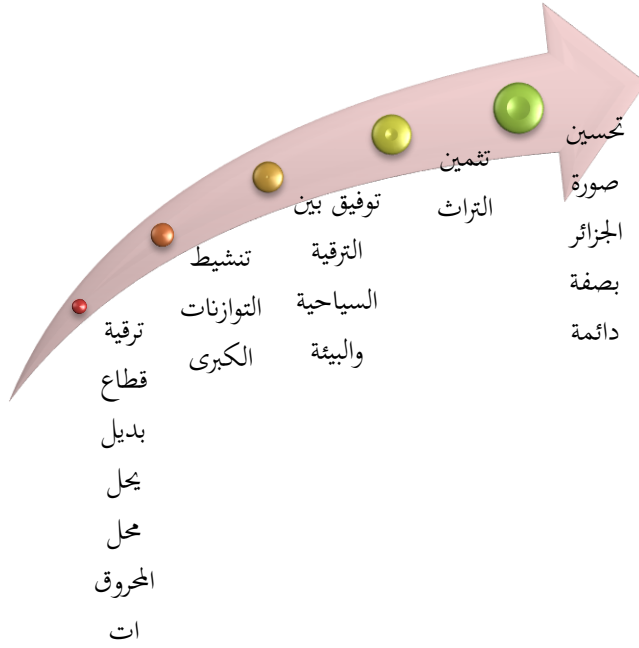 ترقية
قطاع
بديل
يحل
محل
المحروق
ات
تنشيط
التوازنات
الكبرى
توفيق بين
الترقية
السياحية
والبيئة
تثمين
التراث
تحسين
صورة
الجزائر
بصفة
دائمة